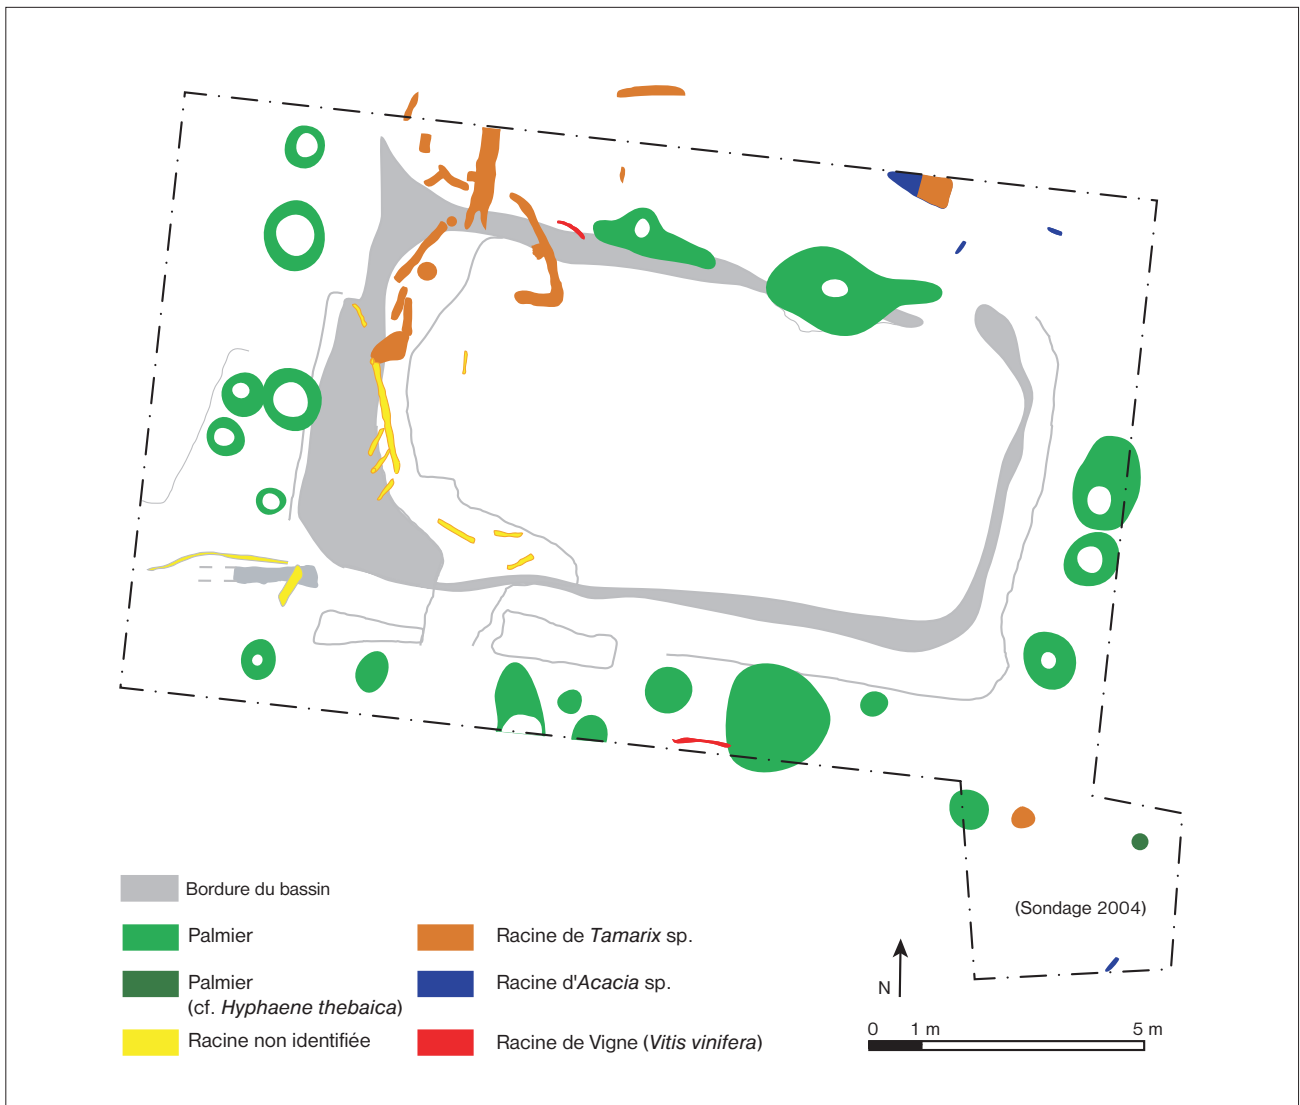 (Sondage 2004)
Bordure du bassin
Palmier
Palmier
(cf. Hyphaene thebaica)
Racine non identifiée
Racine de Tamarix sp.
Racine d'Acacia sp.
Racine de Vigne (Vitis vinifera)
N
0 1 m 5 m